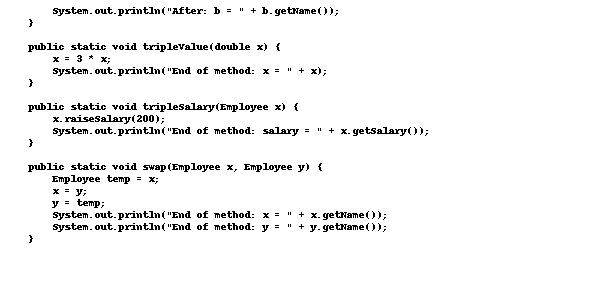 System.out.println("After: b = " + b.getName());
}
public static void tripleValue(double x) {
x = 3 * x;
System.out.println("End of method: x = " + x);
}
public static void tripleSalary(Employee x) {
x.raiseSalary(200);
System.out.println("End of method: salary = " + x.getSalary());
}
public static void swap(Employee x, Employee y) {
Employee temp = x;
x = y;
y = temp;
System.out.println("End of method: x = " + x.getName());
System.out.println("End of method: y = " + y.getName());
}